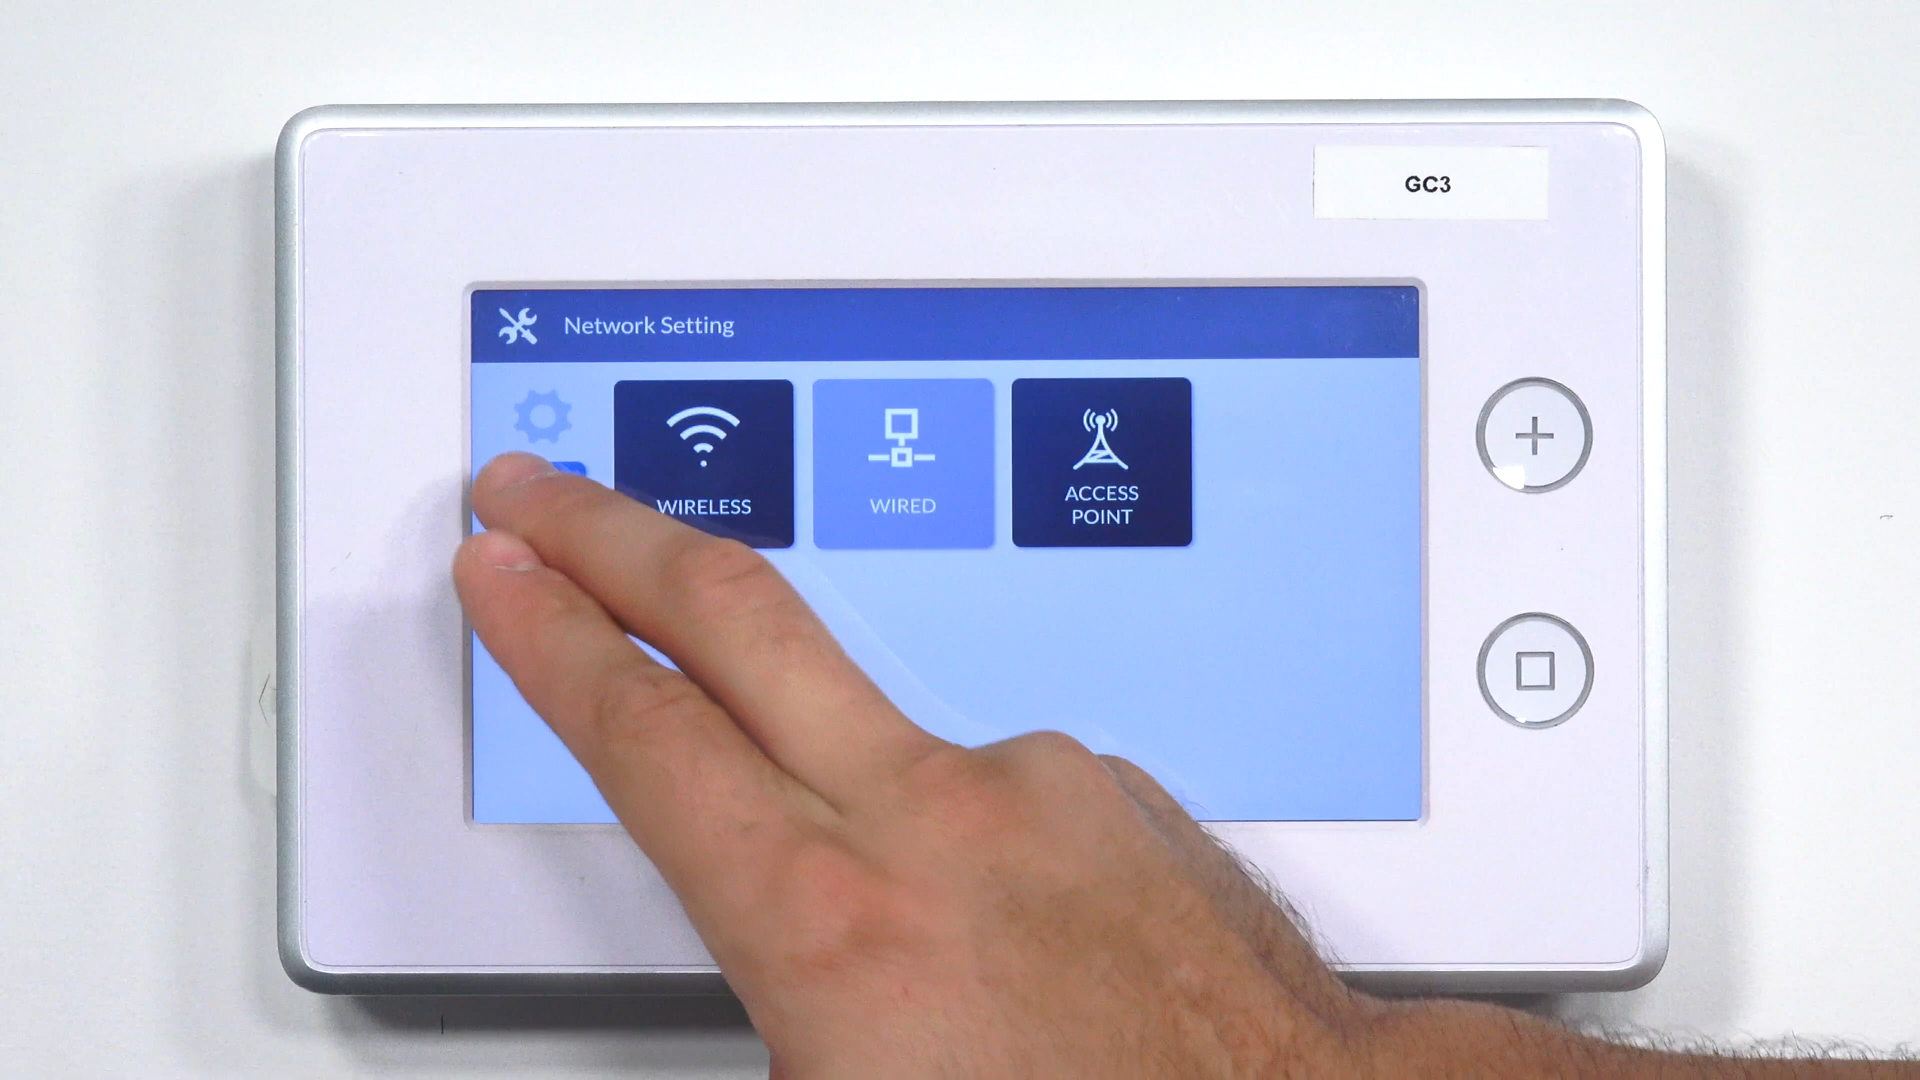 GC3
Network Setting
WIRELESS
WIRED
ACCESS
POINT